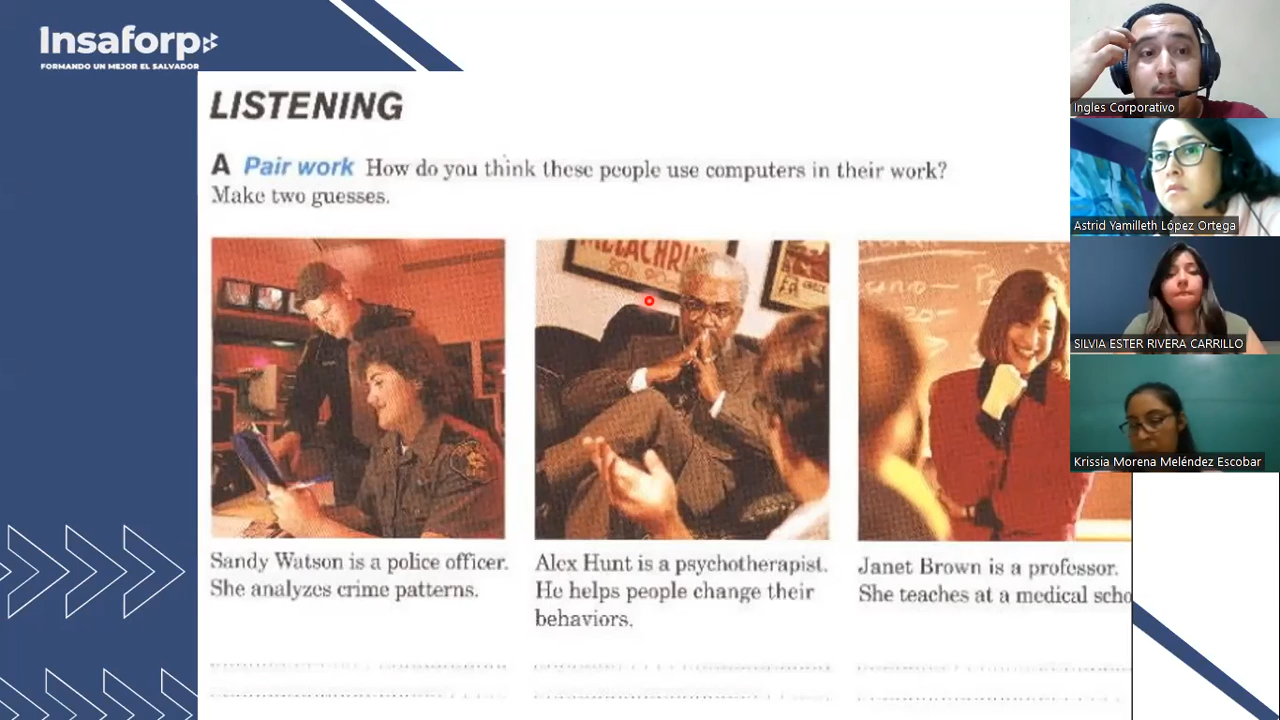 Insaforp
FORMANDO UN MEJOR EL SALVADOR
LISTENING
A Pair work How do you think these people use computers in their work?
Make two guesses.
Sandy Watson is a police officer.
She analyzes crime patterns.
Alex Hunt is a psychotherapist.
He helps people change their
behaviors.
Janet Brown is a professor.
She teaches at a medical scho
Ingles Corporativo
Astrid Yamilleth López Ortega
SILVIA ESTER RIVERA CARRILLO
Krissia Morena Meléndez Escobar